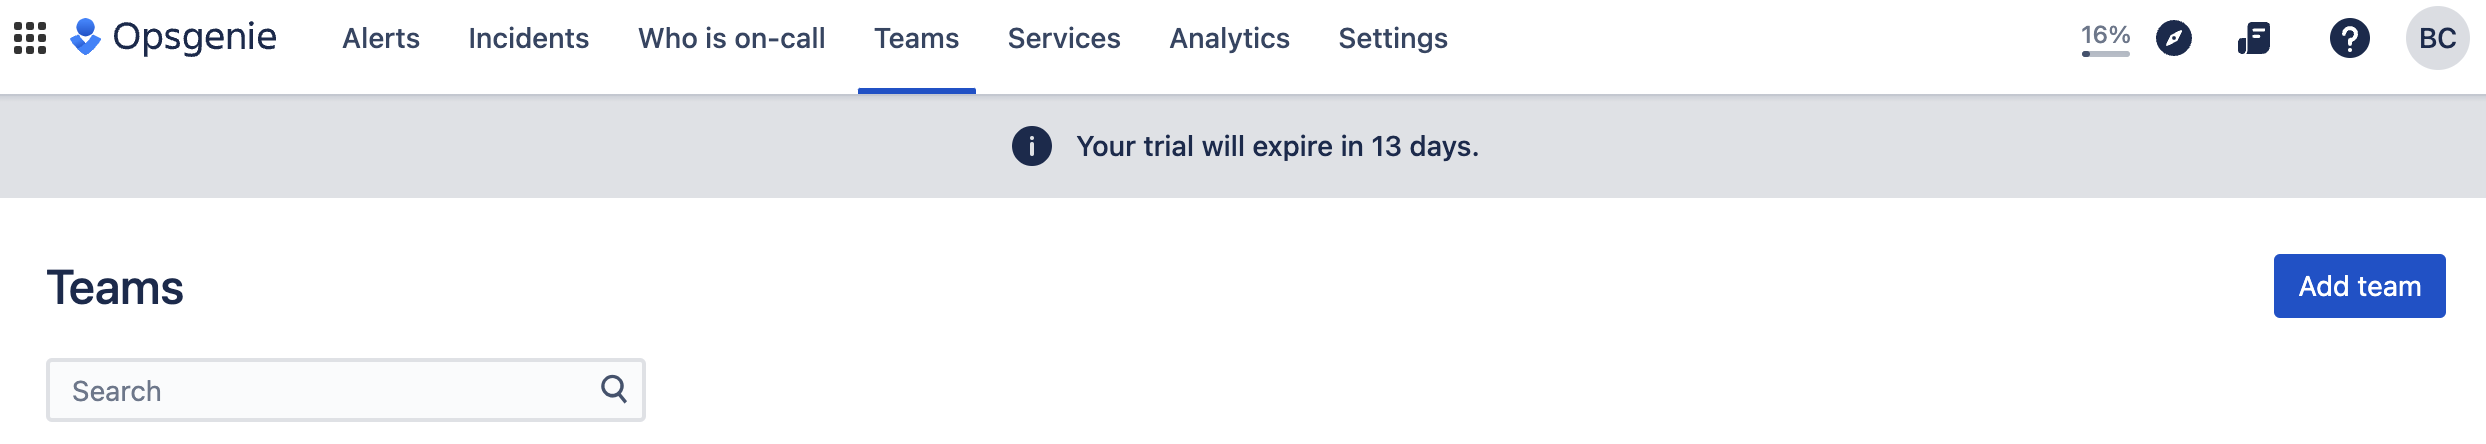 Opsgenie Alerts Incidents Who is on-call Teams Services Analytics Settings 16% BC
Your trial will expire in 13 days.
Teams Add team
Search